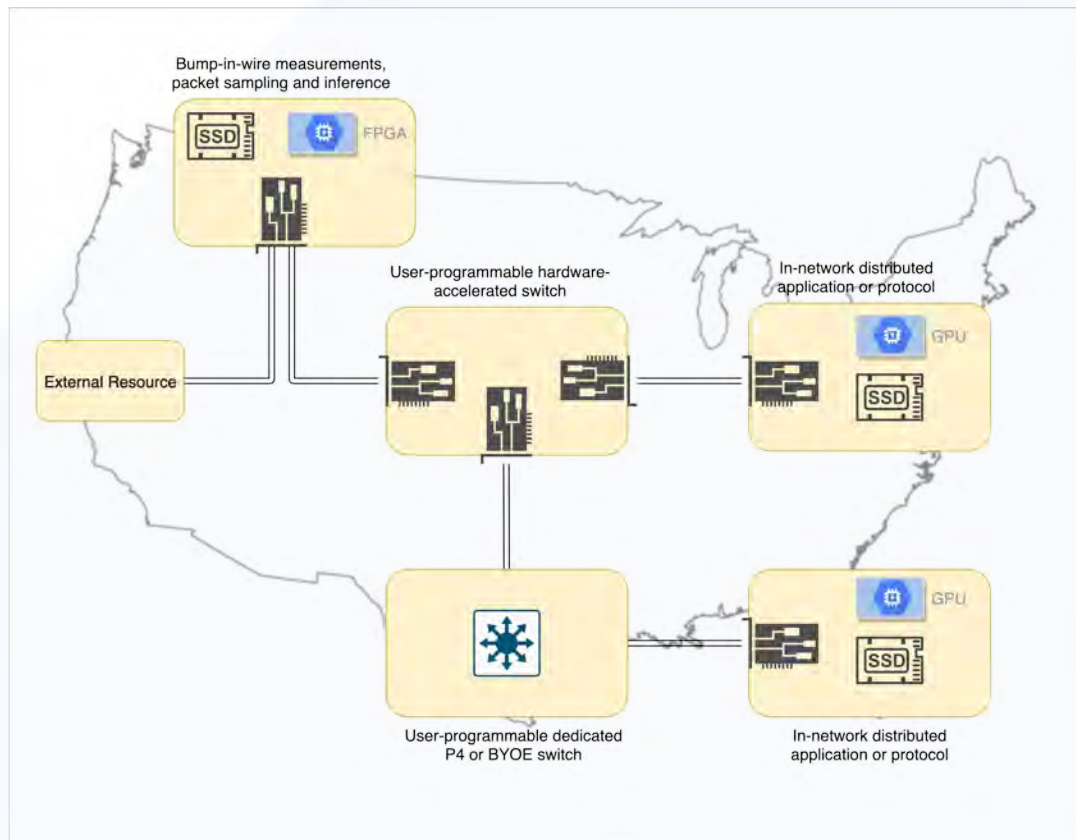 Bump-in-wire measurements,
packet sampling and inference
SSD
FPGA
User-programmable hardware-
accelerated switch
In-network distributed
application or protocol
GPU
SSD
External Resource
User-programmable dedicated
P4 or BYOE switch
GPU
SSD
In-network distributed
application or protocol